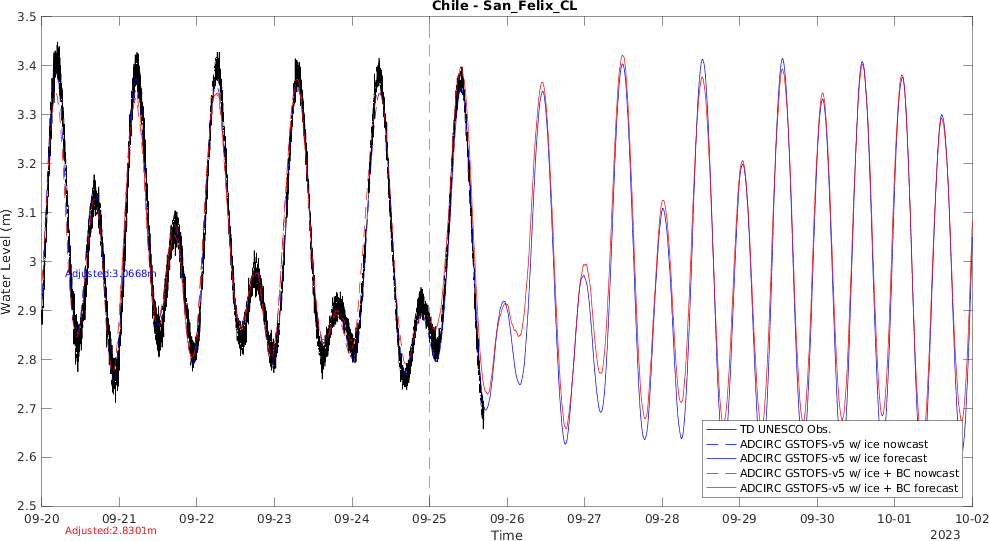 Chile - San_Felix_CL
3.5
3.4
3.3
3.2
3.1
3
2.9
2.8
2.7
2.6
2.5
Water Level (m)
Adjusted:3.0668m
Adjusted:2.8301m
TD UNESCO Obs.
ADCIRC GSTOFS-v5 w/ ice nowcast
ADCIRC GSTOFS-v5 w/ ice forecast
ADCIRC GSTOFS-v5 w/ ice + BC nowcast
ADCIRC GSTOFS-v5 w/ ice + BC forecast
09-20 09-21 09-22 09-23 09-24 09-25 09-26 09-27 09-28 09-29 09-30 10-01 10-02
Time
2023